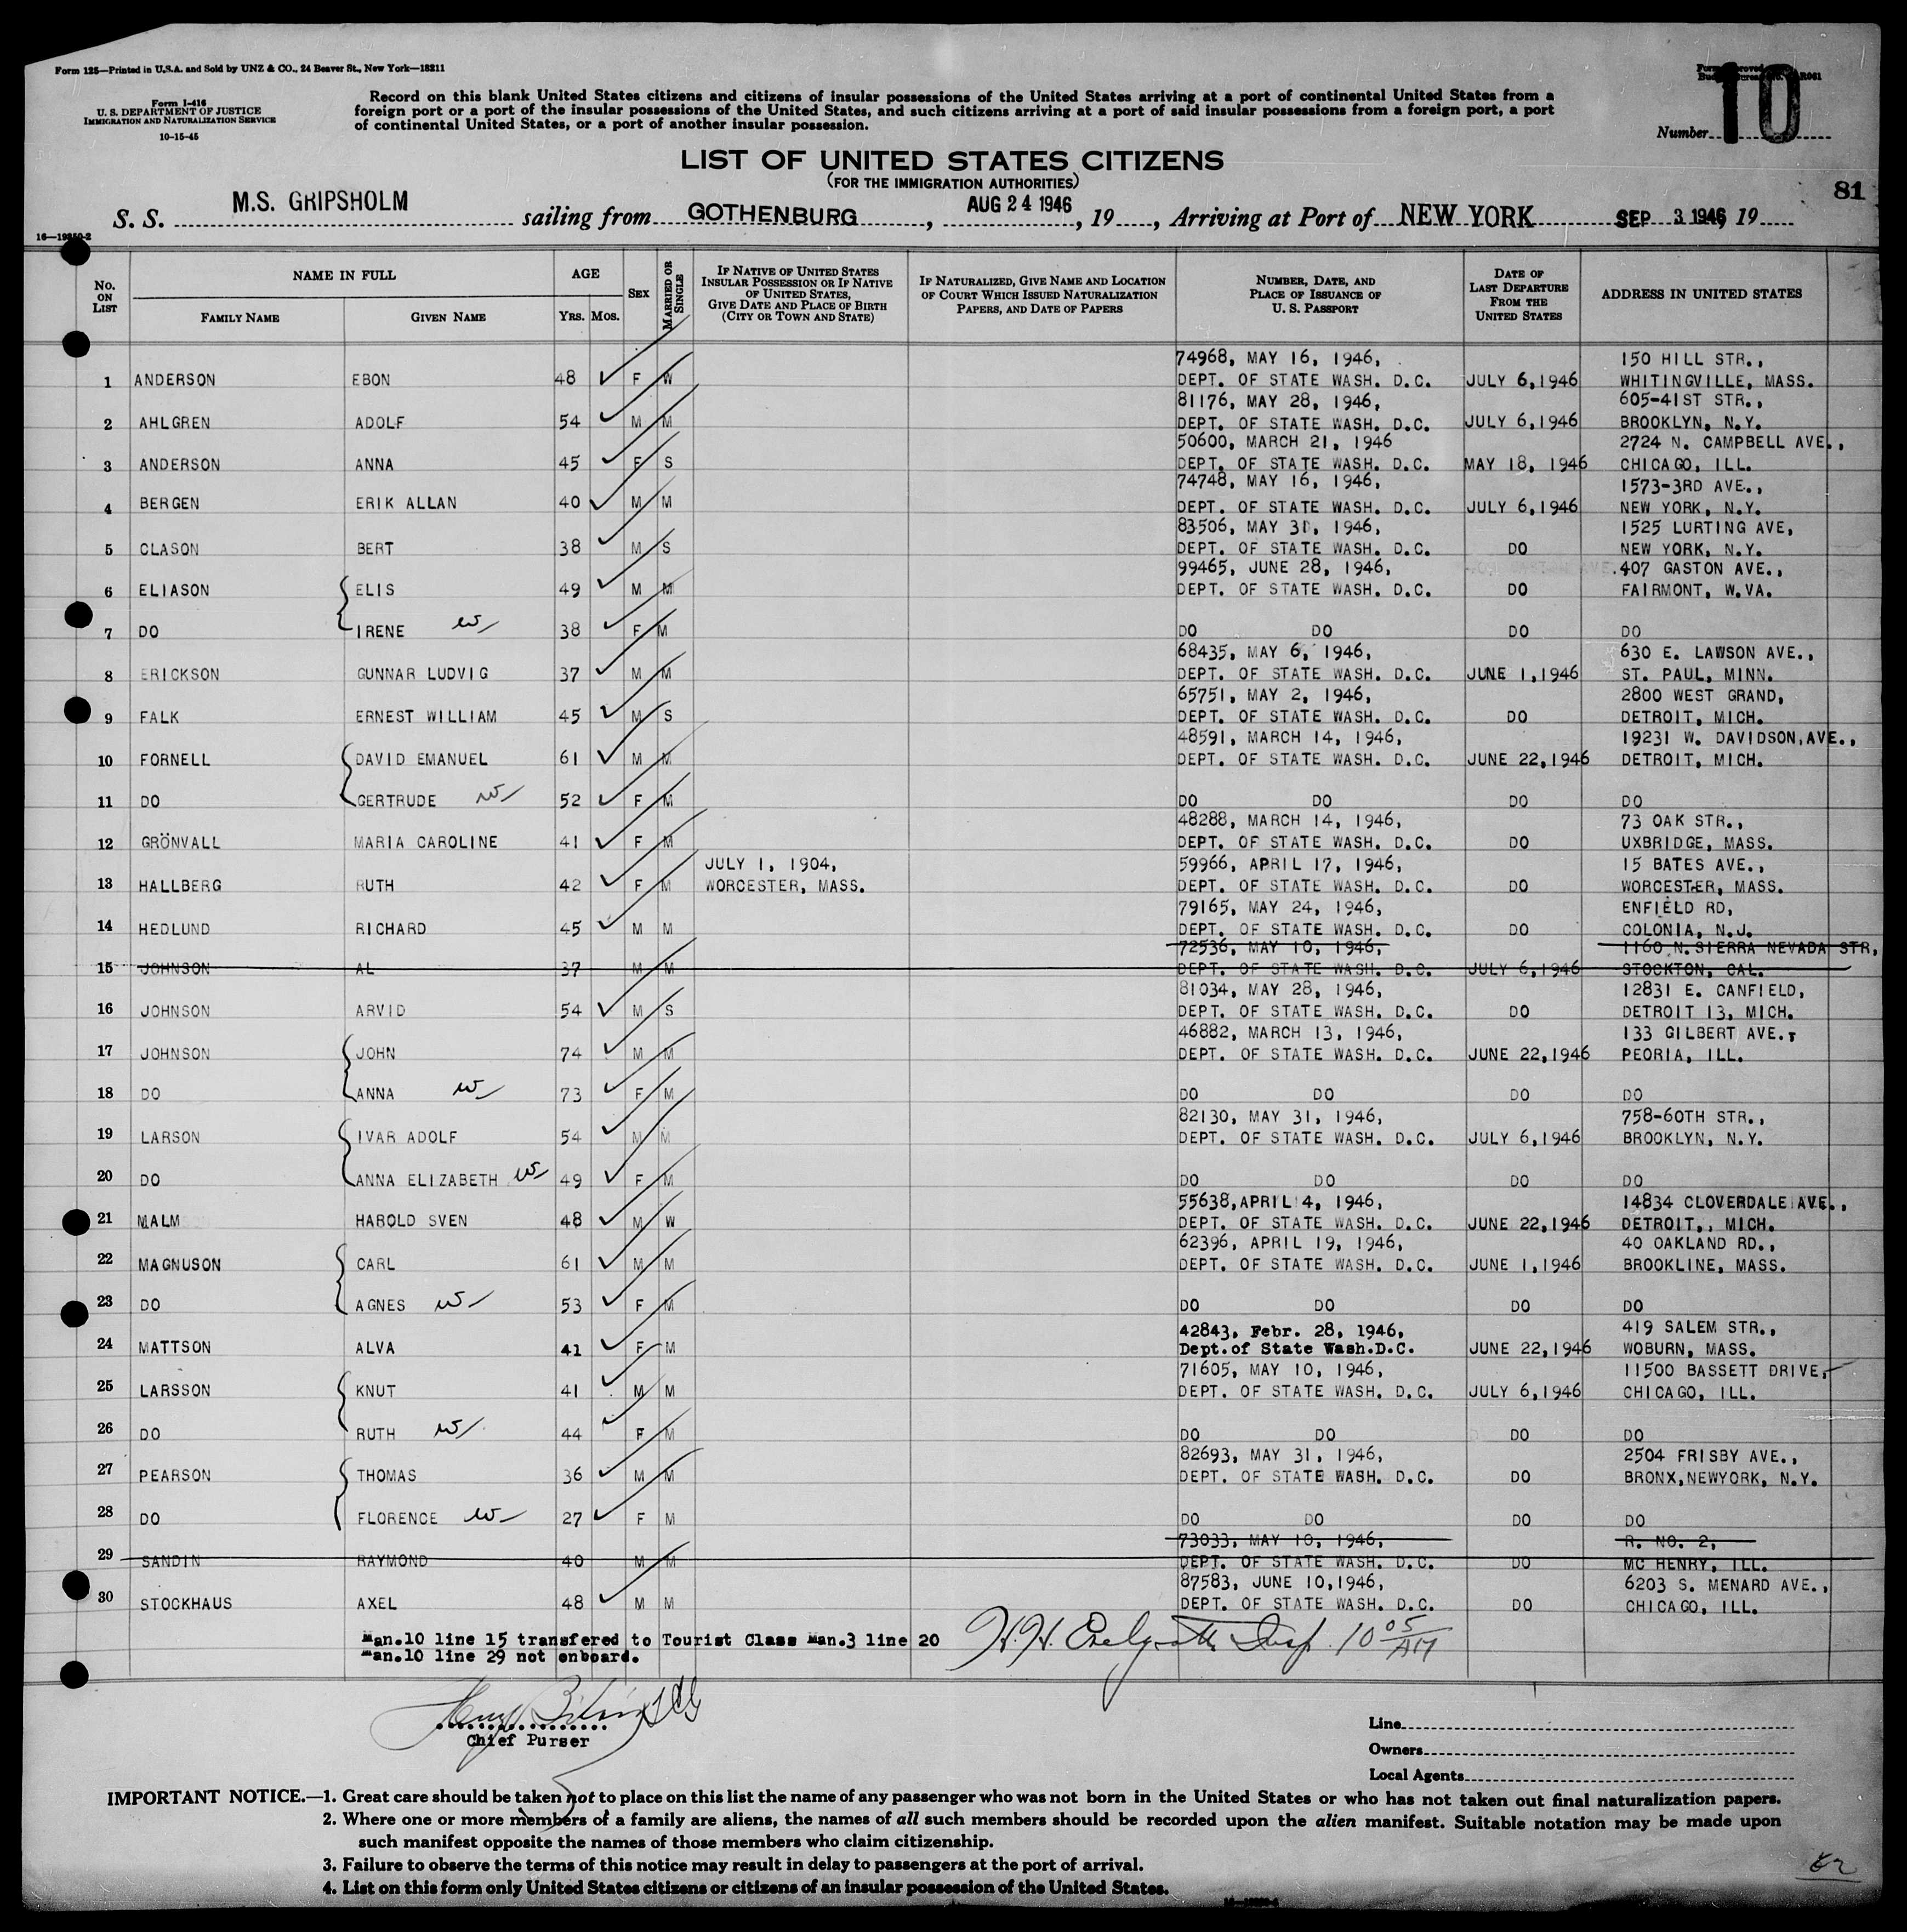 Form 125—Printed in U.S.A. and Sold by UNZ & CO., 24 Beaver St., New York—18211
Form I-416
U. S. DEPARTMENT OF JUSTICE
IMMIGRATION AND NATURALIZATION SERVICE
10-15-45
Record on this blank United States citizens and citizens of insular possessions of the United States arriving at a port of continental United States from a
foreign port or a port of the insular possessions of the United States, and such citizens arriving at a port of said insular possessions from a foreign port, a port
of continental United States, or a port of another insular possession.
Number 10
LIST OF UNITED STATES CITIZENS
(FOR THE IMMIGRATION AUTHORITIES)
81
S. S. M.S. GRIPSHOLM sailing from GOTHENBURG, AUG 24 1946, 19....., Arriving at Port of NEW YORK SEP 3 1946, 19.....
No. ON LIST NAME IN FULL FAMILY NAME GIVEN NAME AGE YRS. MOS. SEX MARRIED OR SINGLE IF NATIVE OF UNITED STATES INSULAR POSSESSION OR IF NATIVE OF UNITED STATES, GIVE DATE AND PLACE OF BIRTH (CITY OR TOWN AND STATE) IF NATURALIZED, GIVE NAME AND LOCATION OF COURT WHICH ISSUED NATURALIZATION PAPERS, AND DATE OF PAPERS NUMBER, DATE, AND PLACE OF ISSUANCE OF U. S. PASSPORT DATE OF LAST DEPARTURE FROM THE UNITED STATES ADDRESS IN UNITED STATES
74968, MAY 16, 1946, 150 HILL STR.,
1 ANDERSON EBON 48 F W DEPT. OF STATE WASH. D.C. JULY 6,1946 WHITINGVILLE, MASS.
81176, MAY 28, 1946, 605-41ST STR.,
2 AHLGREN ADOLF 54 M M DEPT. OF STATE WASH. D.C. JULY 6,1946 BROOKLYN, N.Y.
50600, MARCH 21, 1946 2724 N. CAMPBELL AVE.,
3 ANDERSON ANNA 45 F S DEPT. OF STATE WASH. D.C. MAY 18, 1946 CHICAGO, ILL.
74748, MAY 16, 1946, 1573-3RD AVE.,
4 BERGEN ERIK ALLAN 40 M M DEPT. OF STATE WASH. D.C. JULY 6,1946 NEW YORK, N.Y.
83506, MAY 31, 1946, 1525 LURTING AVE,
5 CLASON BERT 38 M S DEPT. OF STATE WASH. D.C. DO NEW YORK, N.Y.
99465, JUNE 28, 1946, 407 GASTON AVE.,
6 ELIASON ELIS 49 M M DEPT. OF STATE WASH. D.C. DO FAIRMONT, W.VA.
7 DO IRENE W 38 F M DO DO DO DO
68435, MAY 6, 1946, 630 E. LAWSON AVE.,
8 ERICKSON GUNNAR LUDVIG 37 M M DEPT. OF STATE WASH. D.C. JUNE 1,1946 ST. PAUL, MINN.
65751, MAY 2, 1946, 2800 WEST GRAND,
9 FALK ERNEST WILLIAM 45 M S DEPT. OF STATE WASH. D.C. DO DETROIT, MICH.
48591, MARCH 14, 1946, 19231 W. DAVIDSON,AVE.,
10 FORNELL DAVID EMANUEL 61 M M DEPT. OF STATE WASH. D.C. JUNE 22,1946 DETROIT, MICH.
11 DO GERTRUDE W 52 F M DO DO DO DO
48288, MARCH 14, 1946, 73 OAK STR.,
12 GRÖNVALL MARIA CAROLINE 41 F M DEPT. OF STATE WASH. D.C. DO UXBRIDGE, MASS.
JULY 1, 1904, 59966, APRIL 17, 1946, 15 BATES AVE.,
13 HALLBERG RUTH 42 F M WORCESTER, MASS. DEPT. OF STATE WASH. D.C. DO WORCESTER, MASS.
79165, MAY 24, 1946, ENFIELD RD,
14 HEDLUND RICHARD 45 M M DEPT. OF STATE WASH. D.C. DO COLONIA, N.J.
72536, MAY 10, 1946, 1160 N. SIERRA NEVADA STR,
15 JOHNSON AL 37 M M DEPT. OF STATE WASH. D.C. JULY 6,1946 STOCKTON, CAL.
81034, MAY 28, 1946, 12831 E. CANFIELD,
16 JOHNSON ARVID 54 M S DEPT. OF STATE WASH. D.C. DO DETROIT 13, MICH.
46882, MARCH 13, 1946, 133 GILBERT AVE.,
17 JOHNSON JOHN 74 M M DEPT. OF STATE WASH. D.C. JUNE 22,1946 PEORIA, ILL.
18 DO ANNA W 73 F M DO DO DO DO
82130, MAY 31, 1946, 758-60TH STR.,
19 LARSON IVAR ADOLF 54 M M DEPT. OF STATE WASH. D.C. JULY 6,1946 BROOKLYN, N.Y.
20 DO ANNA ELIZABETH W 49 F M DO DO DO DO
55638,APRIL 4, 1946, 14834 CLOVERDALE AVE.,
21 MALM HAROLD SVEN 48 M W DEPT. OF STATE WASH. D.C. JUNE 22,1946 DETROIT,, MICH.
62396, APRIL 19, 1946, 40 OAKLAND RD.,
22 MAGNUSON CARL 61 M M DEPT. OF STATE WASH. D.C. JUNE 1,1946 BROOKLINE, MASS.
23 DO AGNES W 53 F M DO DO DO DO
42843, Febr. 28, 1946, 419 SALEM STR.,
24 MATTSON ALVA 41 F M Dept.of State Wash.D.C. JUNE 22,1946 WOBURN, MASS.
71605, MAY 10, 1946, 11500 BASSETT DRIVE,
25 LARSSON KNUT 41 M M DEPT. OF STATE WASH. D.C. JULY 6,1946 CHICAGO, ILL.
26 DO RUTH W 44 F M DO DO DO DO
82693, MAY 31, 1946, 2504 FRISBY AVE.,
27 PEARSON THOMAS 36 M M DEPT. OF STATE WASH. D.C. DO BRONX,NEWYORK, N.Y.
28 DO FLORENCE W 27 F M DO DO DO DO
73033, MAY 10, 1946, R. NO. 2,
29 SANDIN RAYMOND 40 M M DEPT. OF STATE WASH. D.C. DO MC HENRY, ILL.
87583, JUNE 10,1946, 6203 S. MENARD AVE.,
30 STOCKHAUS AXEL 48 M M DEPT. OF STATE WASH. D.C. DO CHICAGO, ILL.
Man.10 line 15 transfered to Tourist Class Man.3 line 20
Man.10 line 29 not onboard.
H.H. Insp. 10 05 AM
Chief Purser
Line
Owners
Local Agents
IMPORTANT NOTICE.—1. Great care should be taken not to place on this list the name of any passenger who was not born in the United States or who has not taken out final naturalization papers.
2. Where one or more members of a family are aliens, the names of all such members should be recorded upon the alien manifest. Suitable notation may be made upon
such manifest opposite the names of those members who claim citizenship.
3. Failure to observe the terms of this notice may result in delay to passengers at the port of arrival.
4. List on this form only United States citizens or citizens of an insular possession of the United States.
62